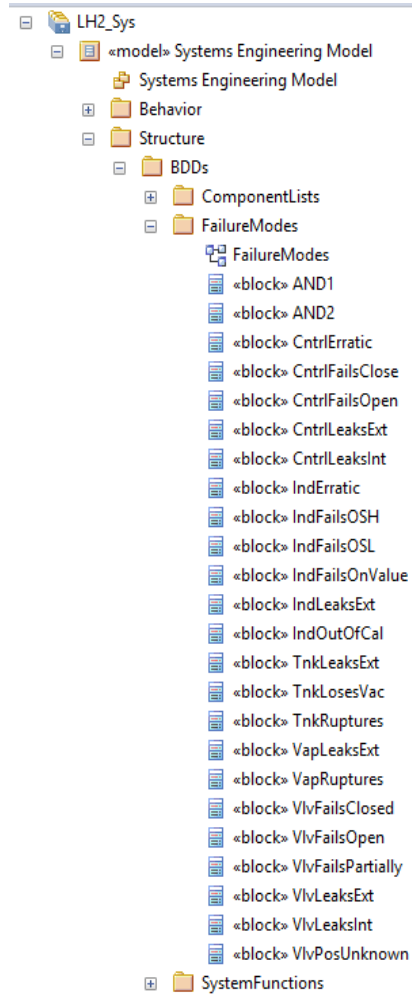 LH2_Sys
«model» Systems Engineering Model
Systems Engineering Model
Behavior
Structure
BDDs
ComponentLists
FailureModes
FailureModes
«block» AND1
«block» AND2
«block» CntrlErratic
«block» CntrlFailsClose
«block» CntrlFailsOpen
«block» CntrlLeaksExt
«block» CntrlLeaksInt
«block» IndErratic
«block» IndFailsOSH
«block» IndFailsOSL
«block» IndFailsOnValue
«block» IndLeaksExt
«block» IndOutOfCal
«block» TnkLeaksExt
«block» TnkLosesVac
«block» TnkRuptures
«block» VapLeaksExt
«block» VapRuptures
«block» VlvFailsClosed
«block» VlvFailsOpen
«block» VlvFailsPartially
«block» VlvLeaksExt
«block» VlvLeaksInt
«block» VlvPosUnknown
SystemFunctions